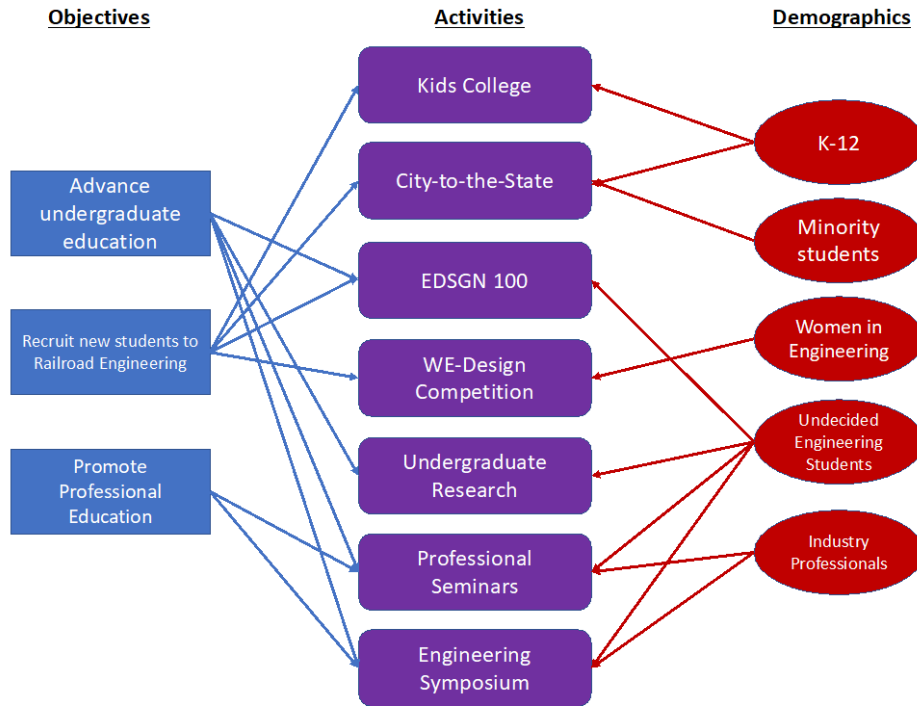 Objectives
Activities
Demographics
Advance
undergraduate
education
Recruit new students to
Railroad Engineering
Promote
Professional
Education
Kids College
City-to-the-State
EDSGN 100
WE-Design
Competition
Undergraduate
Research
Professional
Seminars
Engineering
Symposium
K-12
Minority
students
Women in
Engineering
Undecided
Engineering
Students
Industry
Professionals